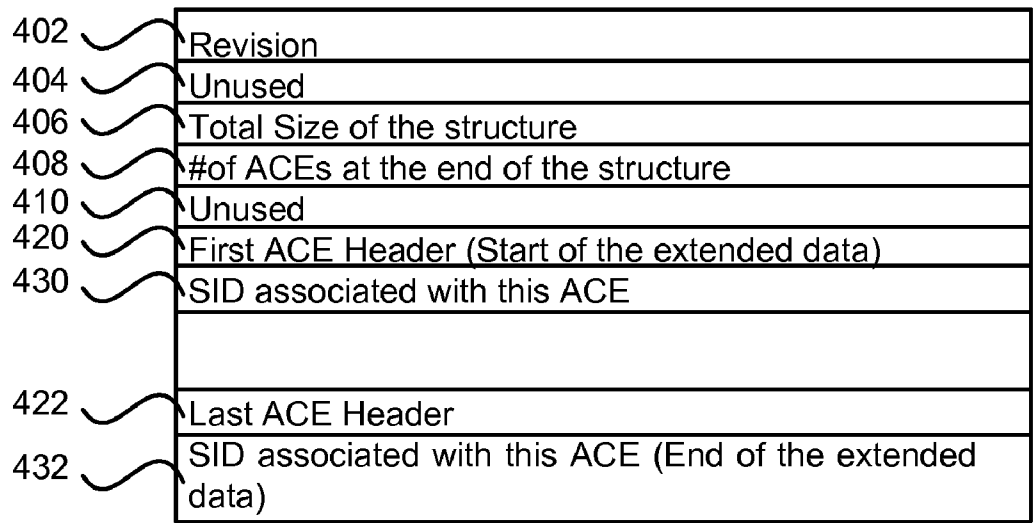 402 Revision
404 Unused
406 Total Size of the structure
408 #of ACEs at the end of the structure
410 Unused
420 First ACE Header (Start of the extended data)
430 SID associated with this ACE
422 Last ACE Header
432 SID associated with this ACE (End of the extended
data)